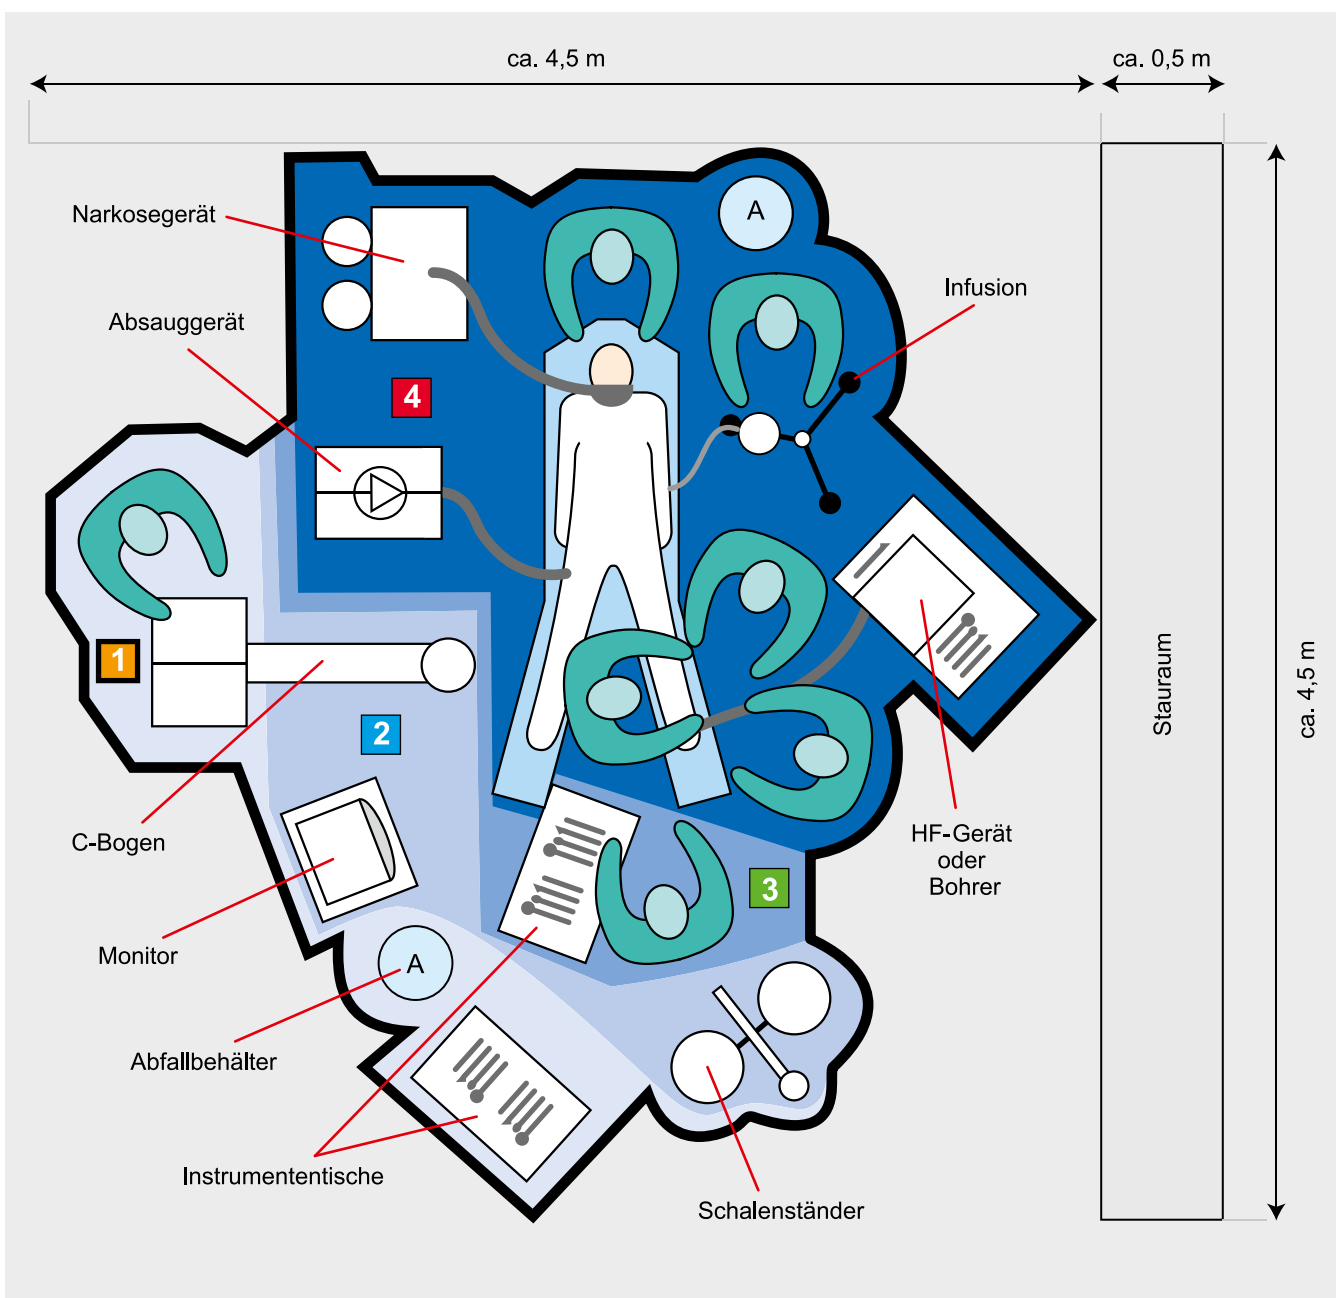 ca. 4,5 m
ca. 0,5 m
Narkosegerät
A
Infusion
Absauggerät
4
1
2
Stauraum
ca. 4,5 m
C-Bogen
HF-Gerät
oder
Bohrer
3
Monitor
A
Abfallbehälter
Instrumententische
Schalenständer